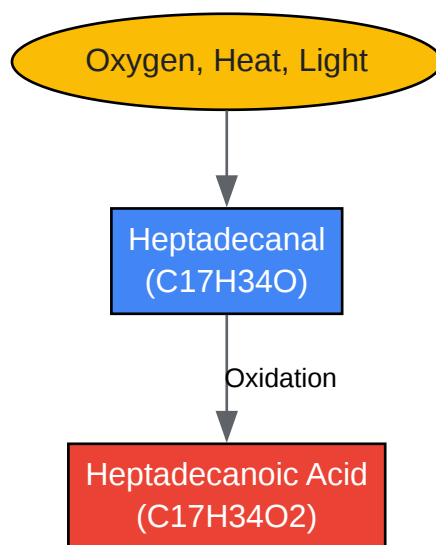 Oxygen, Heat, Light
Heptadecanal
(C17H34O)
Oxidation
Heptadecanoic Acid
(C17H34O2)